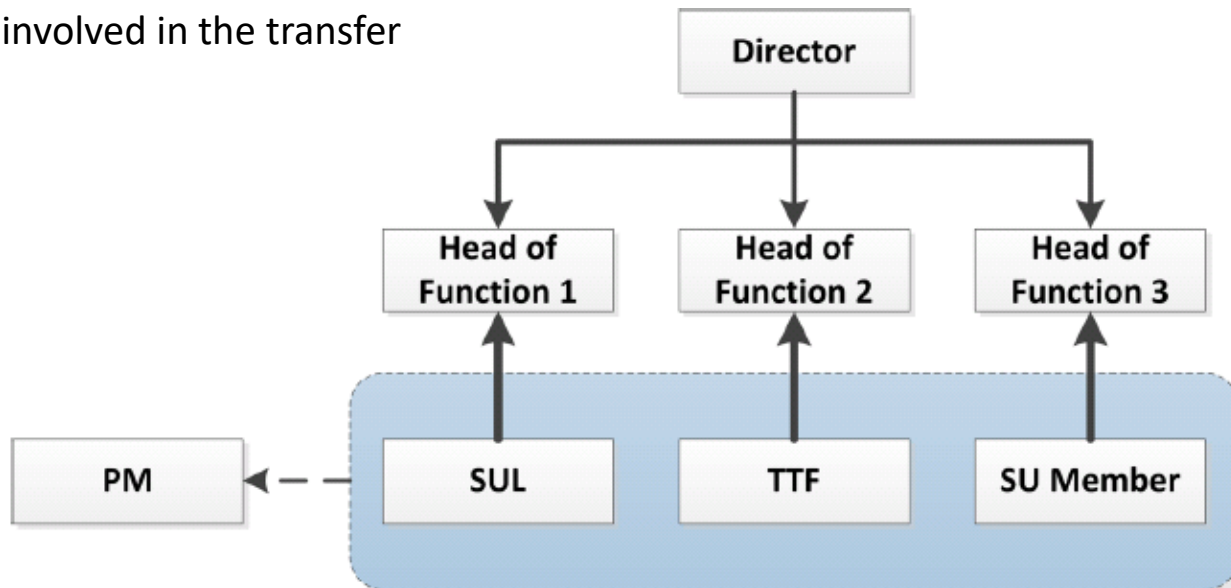 involved in the transfer
Director
Head of
Function 1
Head of
Function 2
Head of
Function 3
PM
SUL
TTF
SU Member